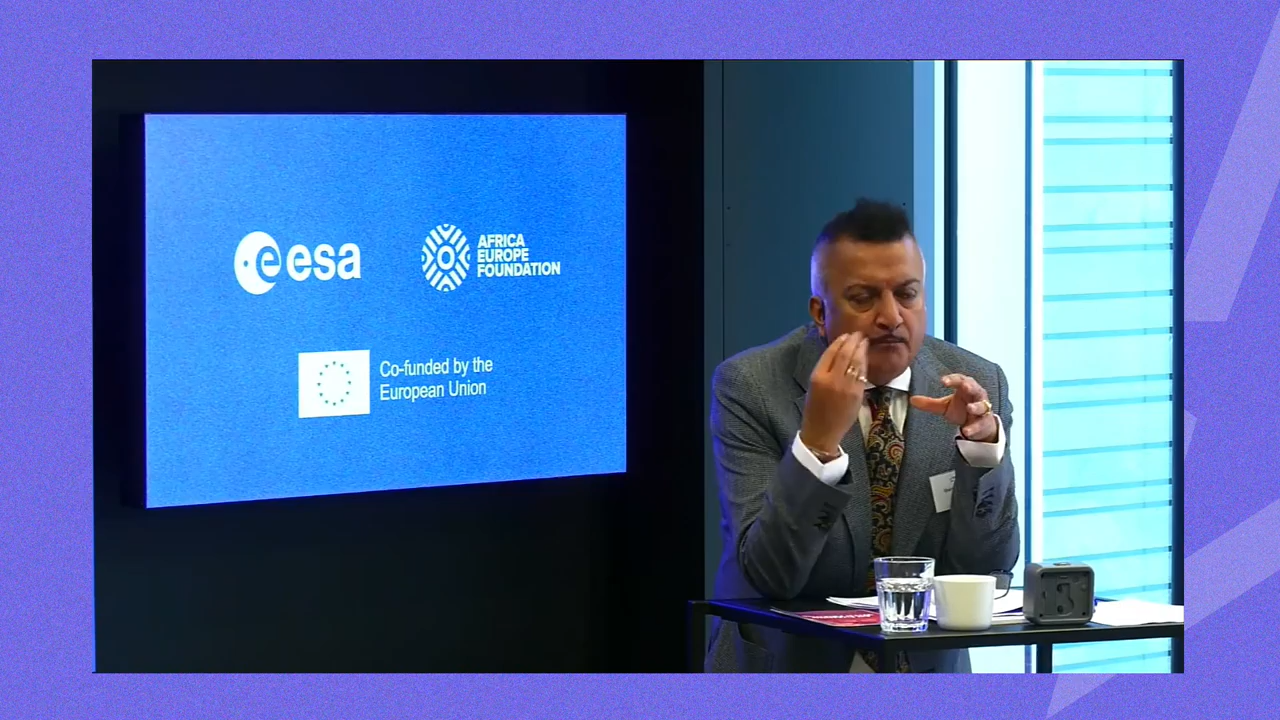 esa
AFRICA
EUROPE
FOUNDATION
Co-funded by the
European Union